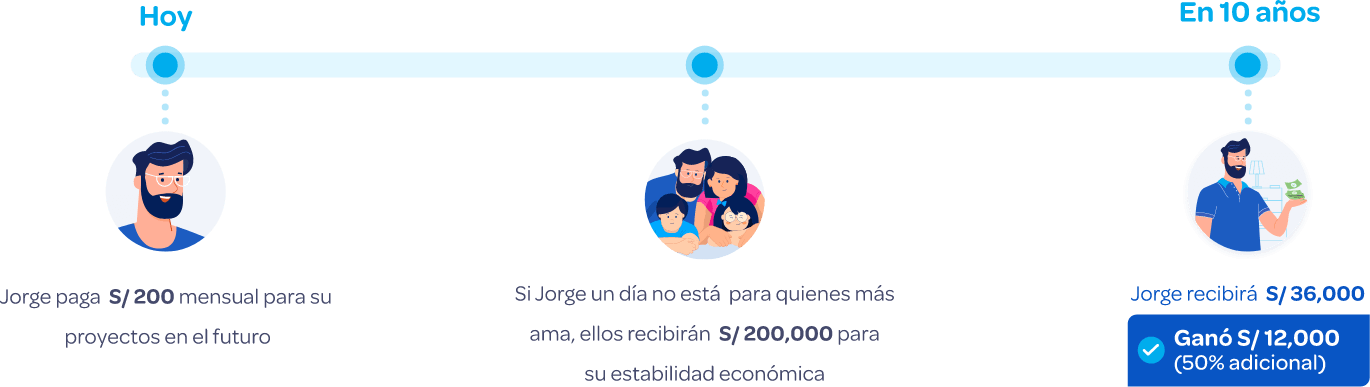 Hoy
En 10 años
Jorge paga S/ 200 mensual para su
proyectos en el futuro
Si Jorge un día no está para quienes más
ama, ellos recibirán S/ 200,000 para
su estabilidad económica
Jorge recibirá S/ 36,000
Ganó S/ 12,000
(50% adicional)